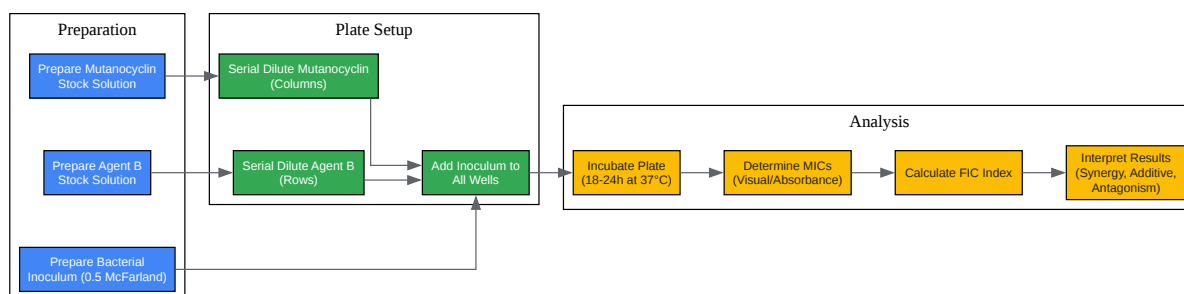 Preparation
Prepare Mutanocyclin
Stock Solution
Prepare Agent B
Stock Solution
Prepare Bacterial
Inoculum (0.5 McFarland)
Plate Setup
Serial Dilute Mutanocyclin
(Columns)
Serial Dilute Agent B
(Rows)
Add Inoculum to
All Wells
Analysis
Incubate Plate
(18-24h at 37°C)
Determine MICs
(Visual/Absorbance)
Calculate FIC Index
Interpret Results
(Synergy, Additive,
Antagonism)